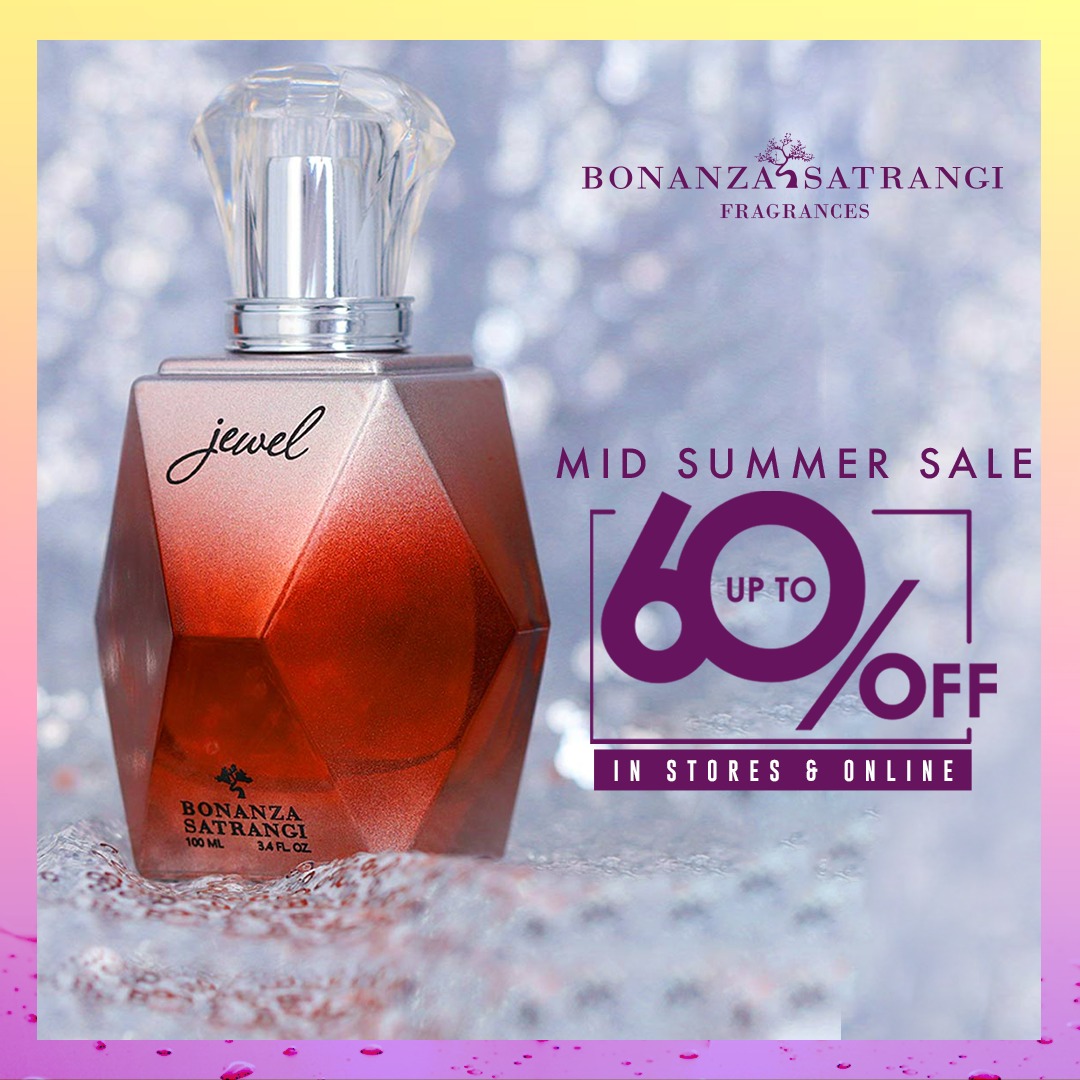 BONANZA SATRANGI
FRAGRANCES
jewel
MID SUMMER SALE
UP TO
60% OFF
IN STORES & ONLINE
BONANZA
SATRANGI
100 ML 3.4 FL. OZ.